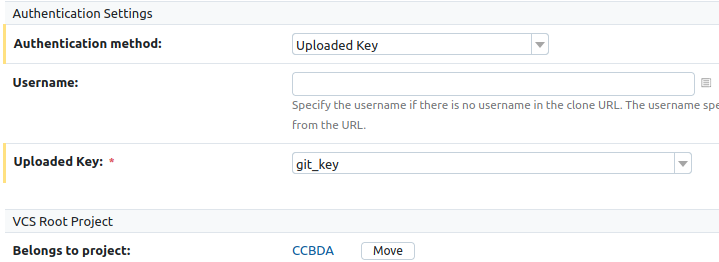 Authentication Settings
Authentication method: Uploaded Key
Username:
Specify the username if there is no username in the clone URL. The username spe
from the URL.
Uploaded Key: * git_key
VCS Root Project
Belongs to project: CCBDA Move